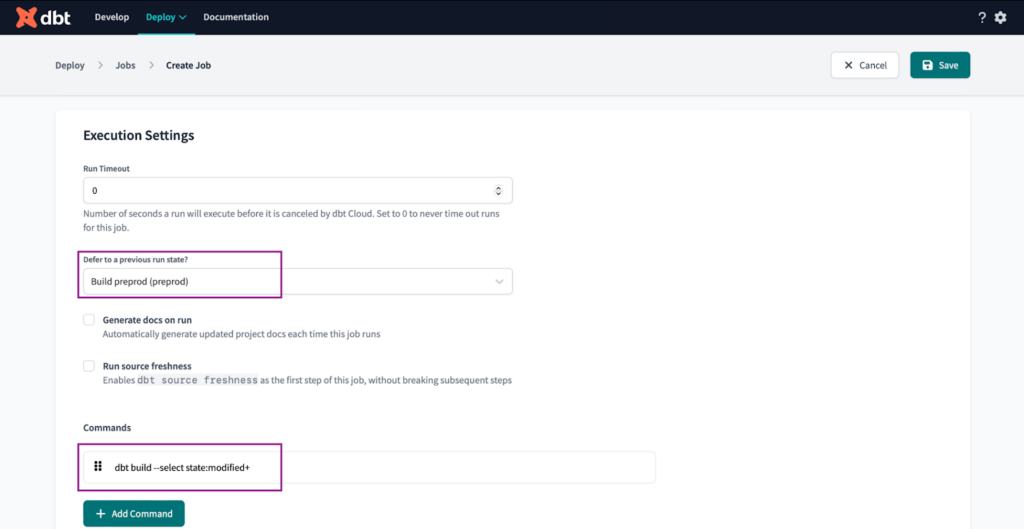 dbt Develop Deploy Documentation ?
Deploy > Jobs > Create Job Cancel Save
Execution Settings
Run Timeout
0
Number of seconds a run will execute before it is canceled by dbt Cloud. Set to 0 to never time out runs
for this job.
Defer to a previous run state?
Build preprod (preprod)
Generate docs on run
Automatically generate updated project docs each time this job runs
Run source freshness
Enables dbt source freshness as the first step of this job, without breaking subsequent steps
Commands
dbt build --select state:modified+
+ Add Command